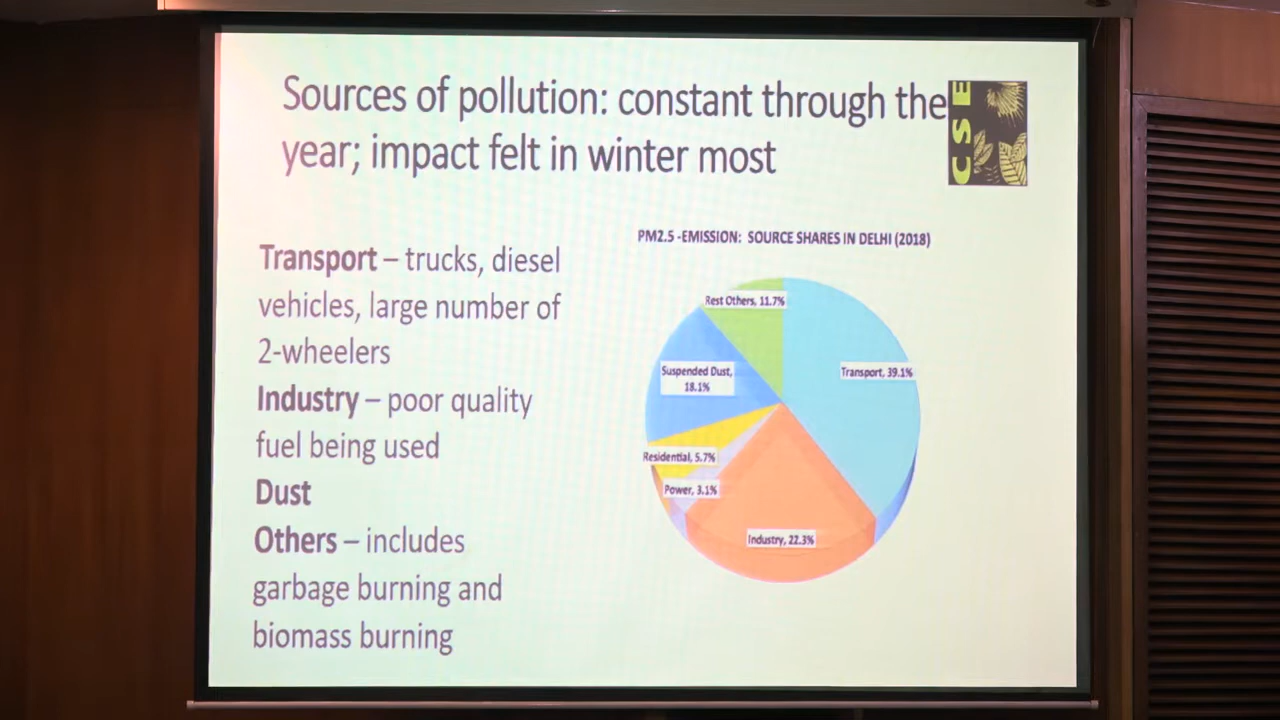 Sources of pollution: constant through the
year; impact felt in winter most
CSE
Transport – trucks, diesel
vehicles, large number of
2-wheelers
Industry – poor quality
fuel being used
Dust
Others – includes
garbage burning and
biomass burning
PM2.5 -EMISSION: SOURCE SHARES IN DELHI (2018)
Rest Others, 11.7%
Transport, 39.1%
Suspended Dust,
18.1%
Residential, 5.7%
Power, 3.1%
Industry, 22.3%